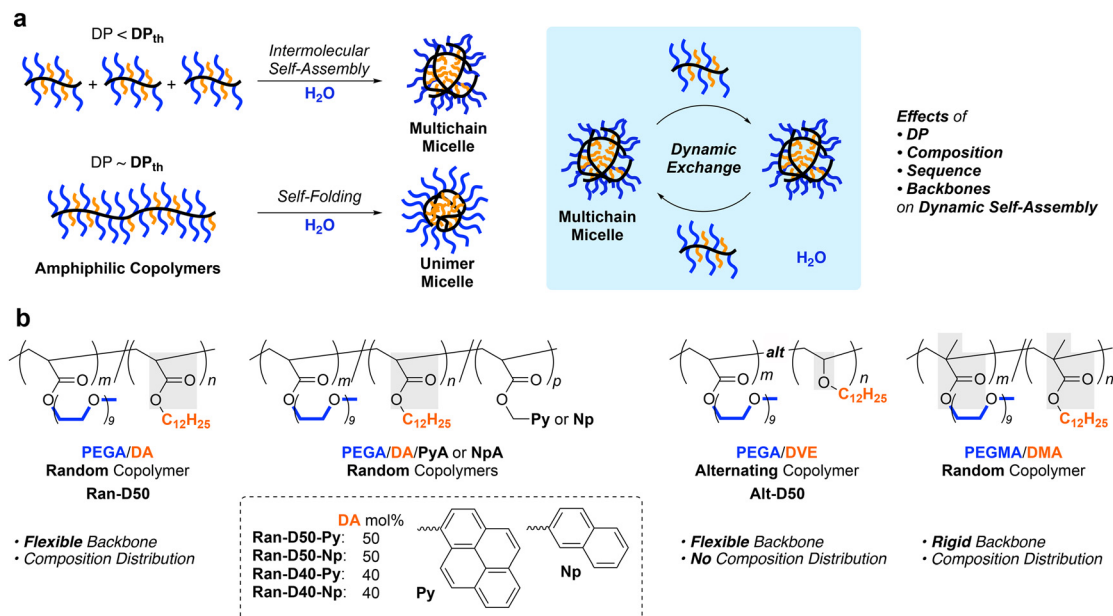 a
DP < DPth
+ +
Intermolecular
Self-Assembly
H2O
Multichain
Micelle
DP ~ DPth
Self-Folding
H2O
Amphiphilic Copolymers
Unimer
Micelle
Dynamic
Exchange
Multichain
Micelle
H2O
Effects of
• DP
• Composition
• Sequence
• Backbones
on Dynamic Self-Assembly
b
m n
O O O O
O 9 C12H25
PEGA/DA
Random Copolymer
Ran-D50
• Flexible Backbone
• Composition Distribution
m n p
O O O O O O
O 9 C12H25 Py or Np
PEGA/DA/PyA or NpA
Random Copolymers
DA mol%
Ran-D50-Py: 50
Ran-D50-Np: 50
Ran-D40-Py: 40
Ran-D40-Np: 40
Py
Np
alt
m n
O O O
O 9 C12H25
PEGA/DVE
Alternating Copolymer
Alt-D50
• Flexible Backbone
• No Composition Distribution
m n
O O O O
O 9 C12H25
PEGMA/DMA
Random Copolymer
• Rigid Backbone
• Composition Distribution